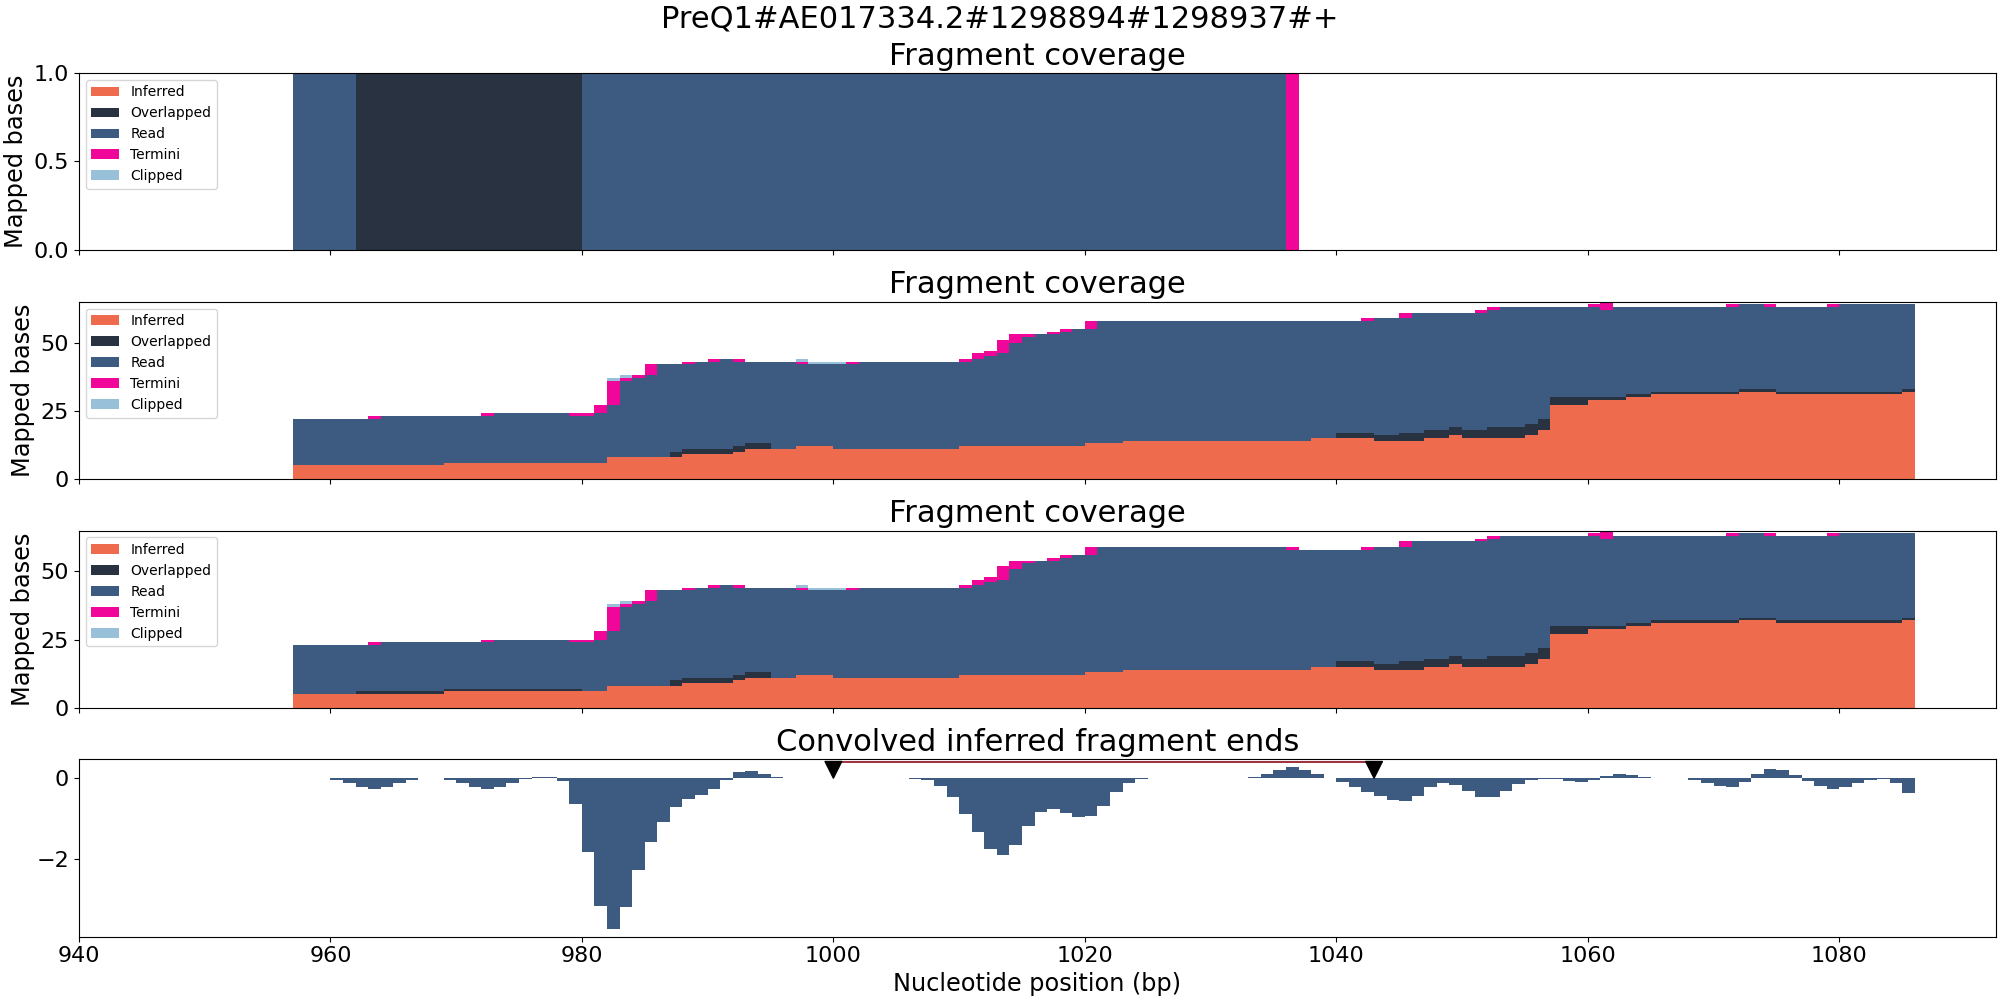 PreQ1#AE017334.2#1298894#1298937#+
Fragment coverage
Mapped bases
1.0
0.5
0.0
Inferred
Overlapped
Read
Termini
Clipped
Fragment coverage
Mapped bases
50
25
0
Inferred
Overlapped
Read
Termini
Clipped
Fragment coverage
Mapped bases
50
25
0
Inferred
Overlapped
Read
Termini
Clipped
Convolved inferred fragment ends
0
−2
940 960 980 1000 1020 1040 1060 1080
Nucleotide position (bp)